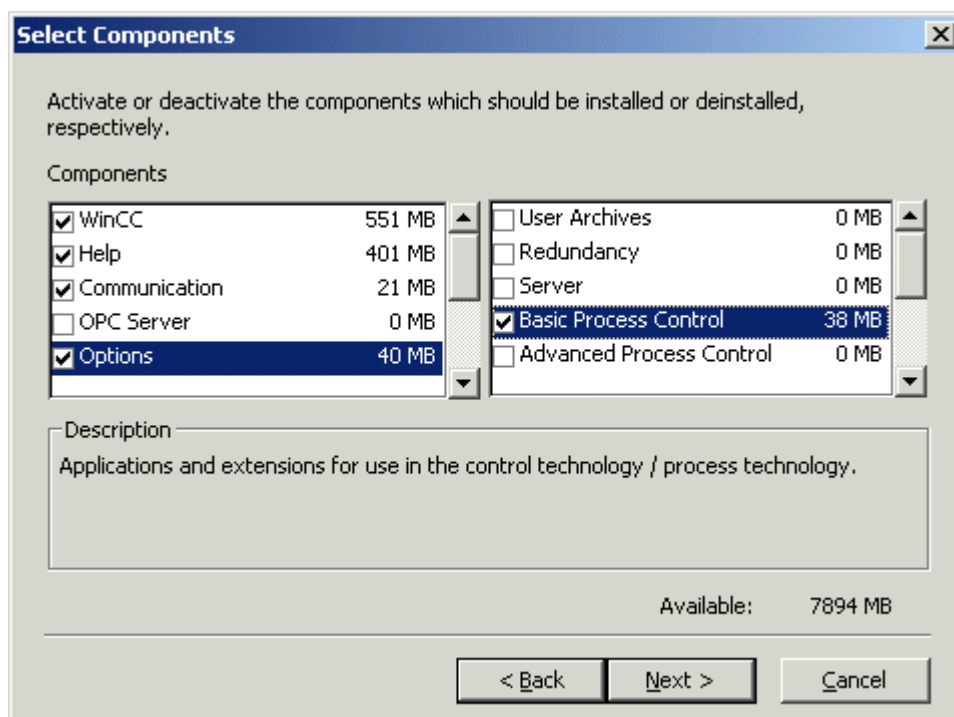 Select Components
Activate or deactivate the components which should be installed or deinstalled,
respectively.
Components
WinCC 551 MB
Help 401 MB
Communication 21 MB
OPC Server 0 MB
Options 40 MB
User Archives 0 MB
Redundancy 0 MB
Server 0 MB
Basic Process Control 38 MB
Advanced Process Control 0 MB
Description
Applications and extensions for use in the control technology / process technology.
Available: 7894 MB
< Back
Next >
Cancel